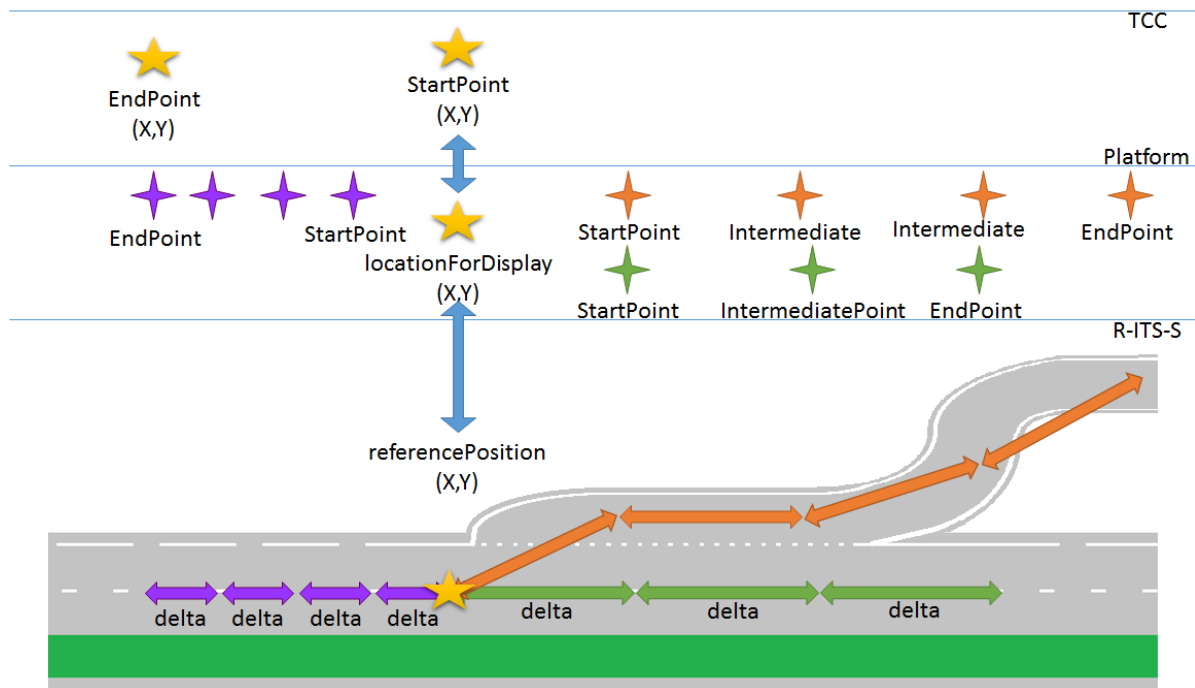 TCC
EndPoint
(X,Y)
StartPoint
(X,Y)
Platform
EndPoint
StartPoint
locationForDisplay
(X,Y)
StartPoint
Intermediate
Intermediate
EndPoint
StartPoint
IntermediatePoint
EndPoint
R-ITS-S
referencePosition
(X,Y)
delta
delta
delta
delta
delta
delta
delta